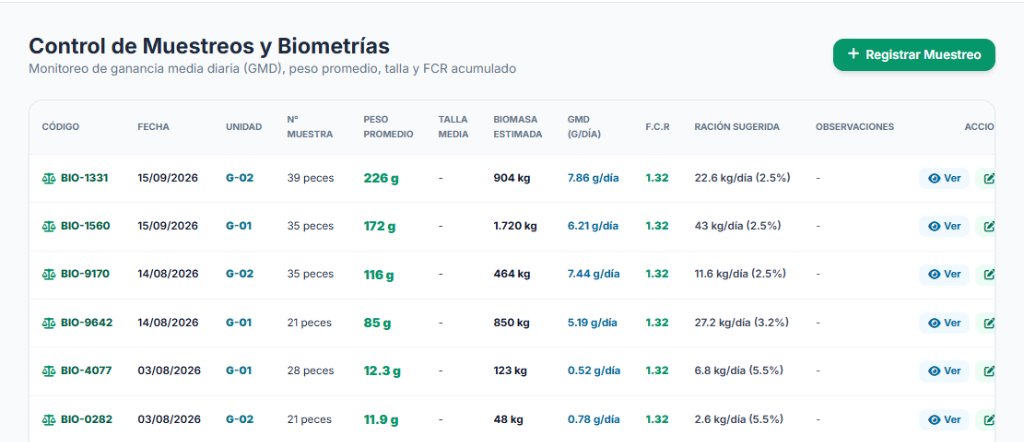 Control de Muestreos y Biometrías
Monitoreo de ganancia media diaria (GMD), peso promedio, talla y FCR acumulado
+ Registrar Muestreo
CÓDIGO FECHA UNIDAD N° MUESTRA PESO PROMEDIO TALLA MEDIA BIOMASA ESTIMADA GMD (G/DÍA) F.C.R RACIÓN SUGERIDA OBSERVACIONES ACCIO
BIO-1331 15/09/2026 G-02 39 peces 226 g - 904 kg 7.86 g/día 1.32 22.6 kg/día (2.5%) - Ver
BIO-1560 15/09/2026 G-01 35 peces 172 g - 1.720 kg 6.21 g/día 1.32 43 kg/día (2.5%) - Ver
BIO-9170 14/08/2026 G-02 35 peces 116 g - 464 kg 7.44 g/día 1.32 11.6 kg/día (2.5%) - Ver
BIO-9642 14/08/2026 G-01 21 peces 85 g - 850 kg 5.19 g/día 1.32 27.2 kg/día (3.2%) - Ver
BIO-4077 03/08/2026 G-01 28 peces 12.3 g - 123 kg 0.52 g/día 1.32 6.8 kg/día (5.5%) - Ver
BIO-0282 03/08/2026 G-02 21 peces 11.9 g - 48 kg 0.78 g/día 1.32 2.6 kg/día (5.5%) - Ver